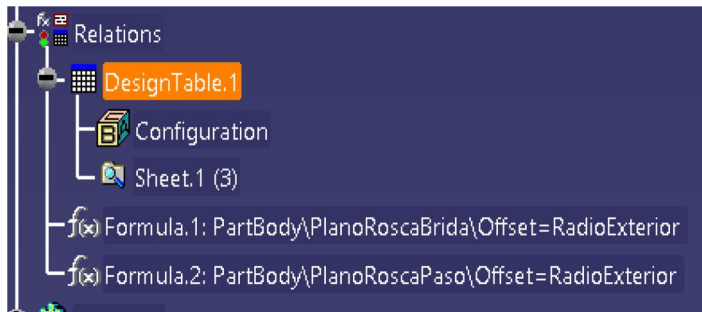 Relations
DesignTable.1
Configuration
Sheet.1 (3)
Formula.1: PartBody\PlanoRoscaBrida\Offset=RadioExterior
Formula.2: PartBody\PlanoRoscaPaso\Offset=RadioExterior